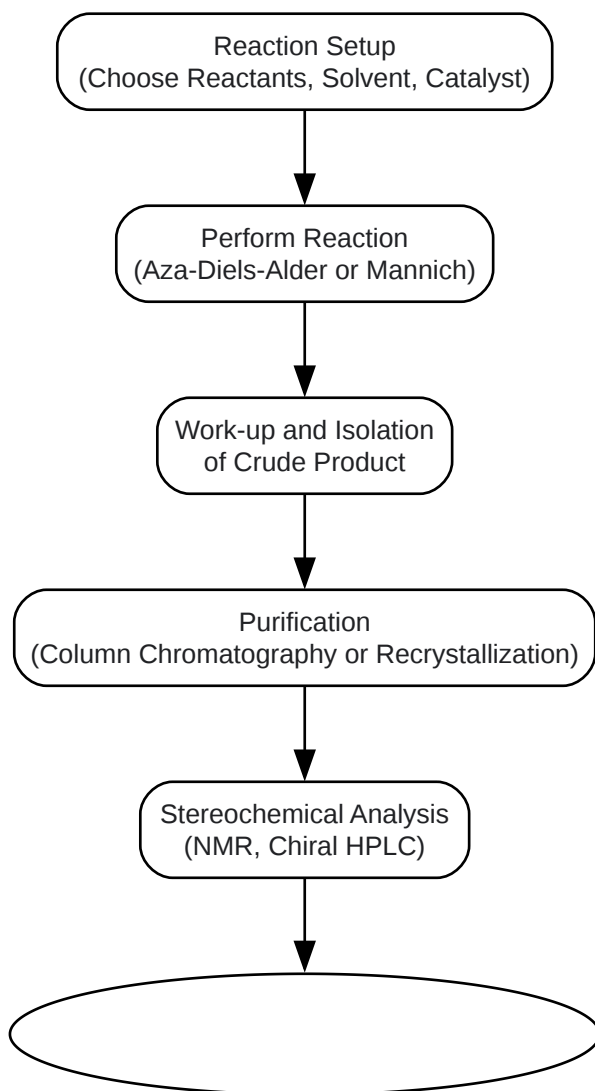 Reaction Setup
(Choose Reactants, Solvent, Catalyst)
Perform Reaction
(Aza-Diels-Alder or Mannich)
Work-up and Isolation
of Crude Product
Purification
(Column Chromatography or Recrystallization)
Stereochemical Analysis
(NMR, Chiral HPLC)